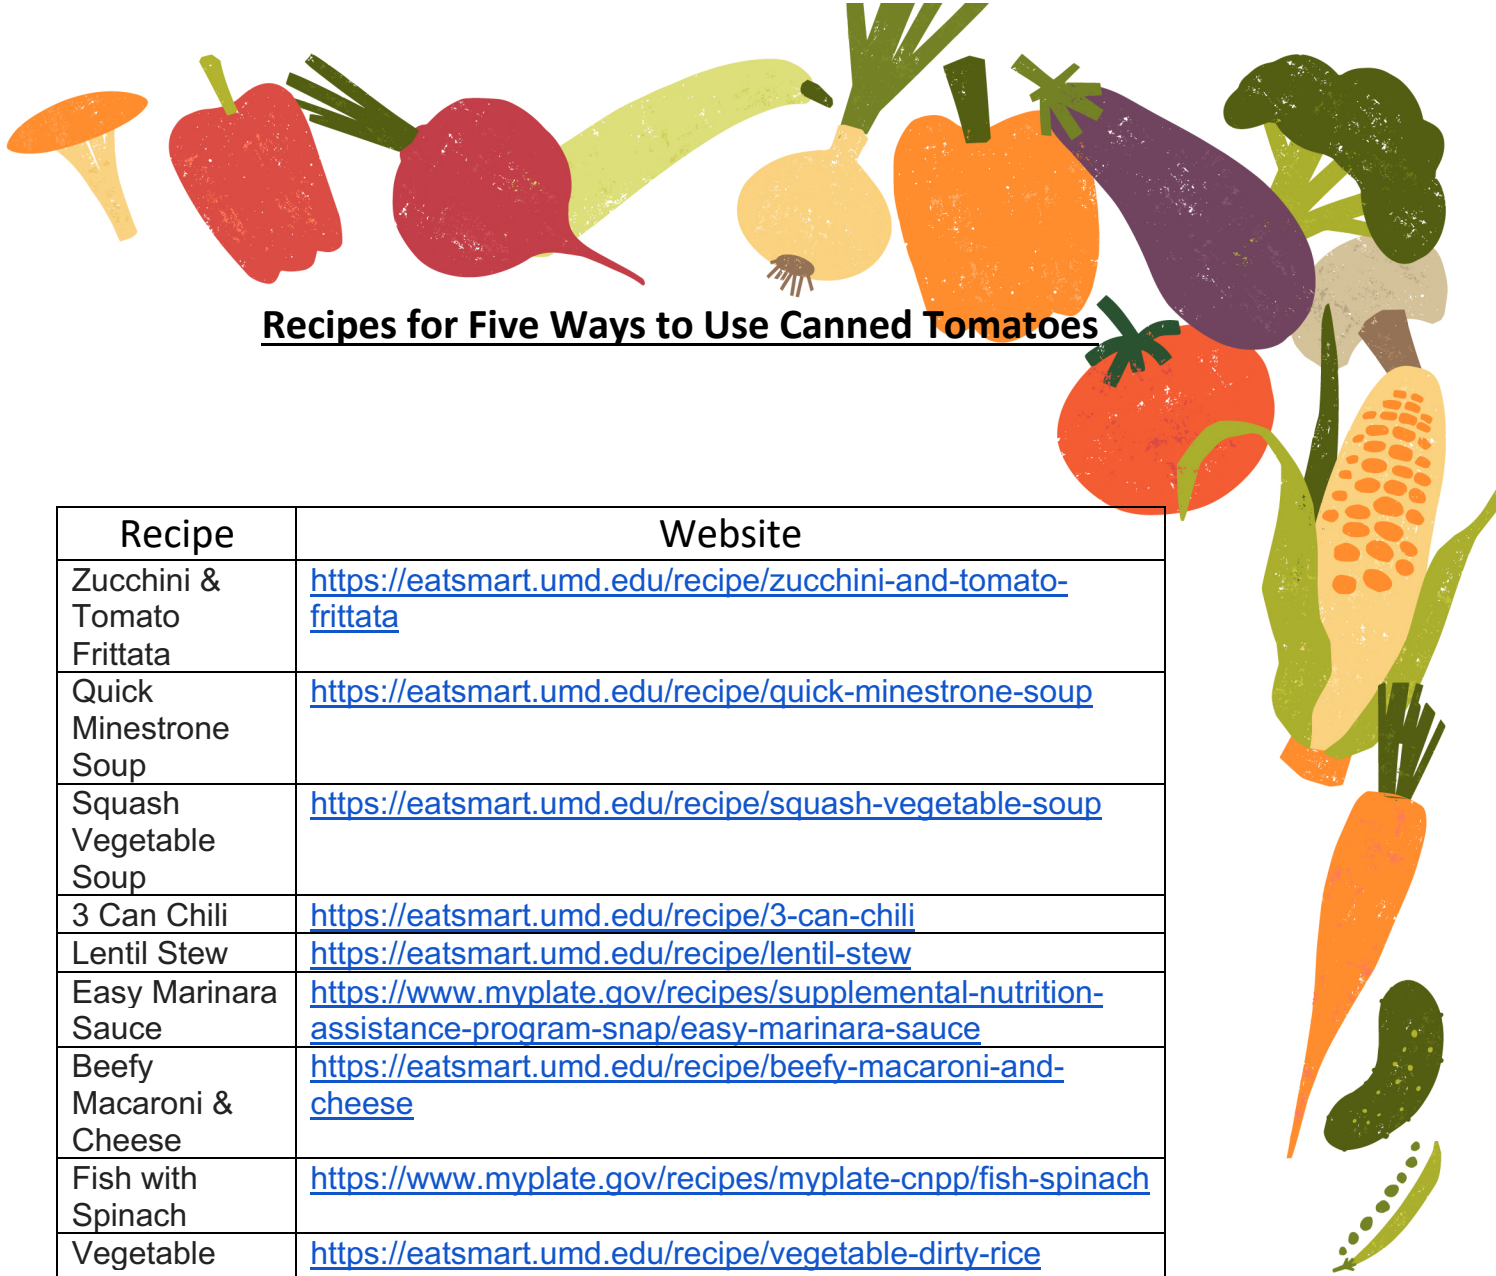 Recipes for Five Ways to Use Canned Tomatoes
Recipe Website
Zucchini & https://eatsmart.umd.edu/recipe/zucchini-and-tomato-
Tomato frittata
Frittata
Quick https://eatsmart.umd.edu/recipe/quick-minestrone-soup
Minestrone
Soup
Squash https://eatsmart.umd.edu/recipe/squash-vegetable-soup
Vegetable
Soup
3 Can Chili https://eatsmart.umd.edu/recipe/3-can-chili
Lentil Stew https://eatsmart.umd.edu/recipe/lentil-stew
Easy Marinara https://www.myplate.gov/recipes/supplemental-nutrition-
Sauce assistance-program-snap/easy-marinara-sauce
Beefy https://eatsmart.umd.edu/recipe/beefy-macaroni-and-
Macaroni & cheese
Cheese
Fish with https://www.myplate.gov/recipes/myplate-cnpp/fish-spinach
Spinach
Vegetable https://eatsmart.umd.edu/recipe/vegetable-dirty-rice